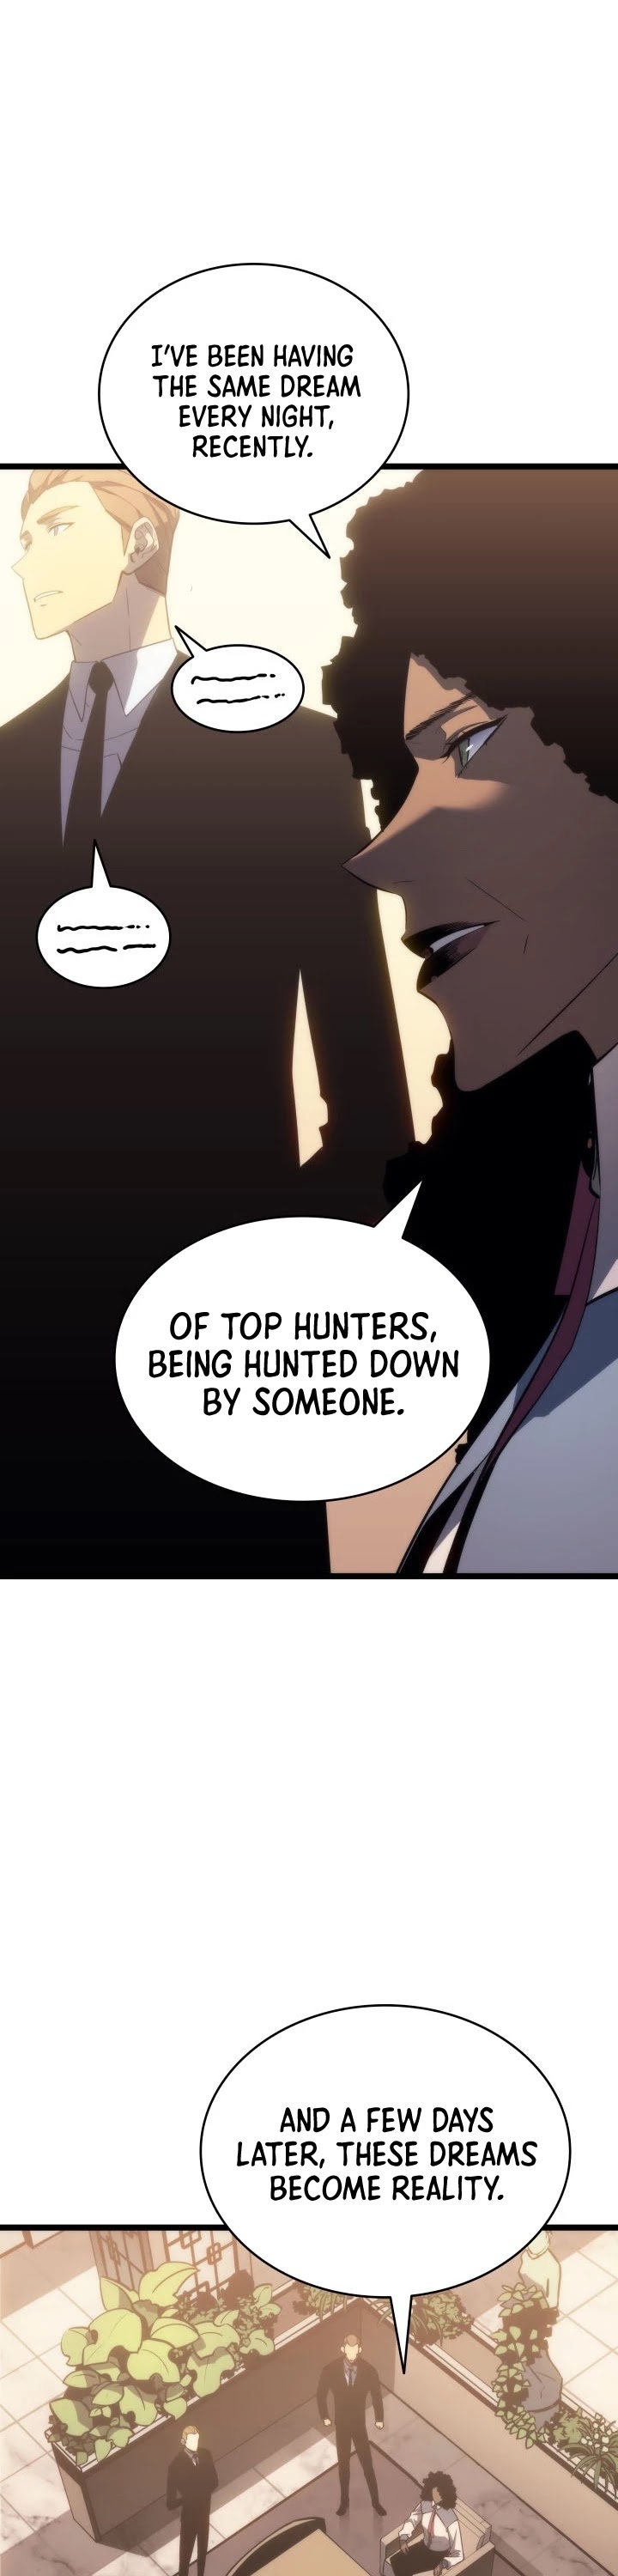 I'VE BEEN HAVING
THE SAME DREAM
EVERY NIGHT,
RECENTLY.
OF TOP HUNTERS,
BEING HUNTED DOWN
BY SOMEONE.
AND A FEW DAYS
LATER, THESE DREAMS
BECOME REALITY.